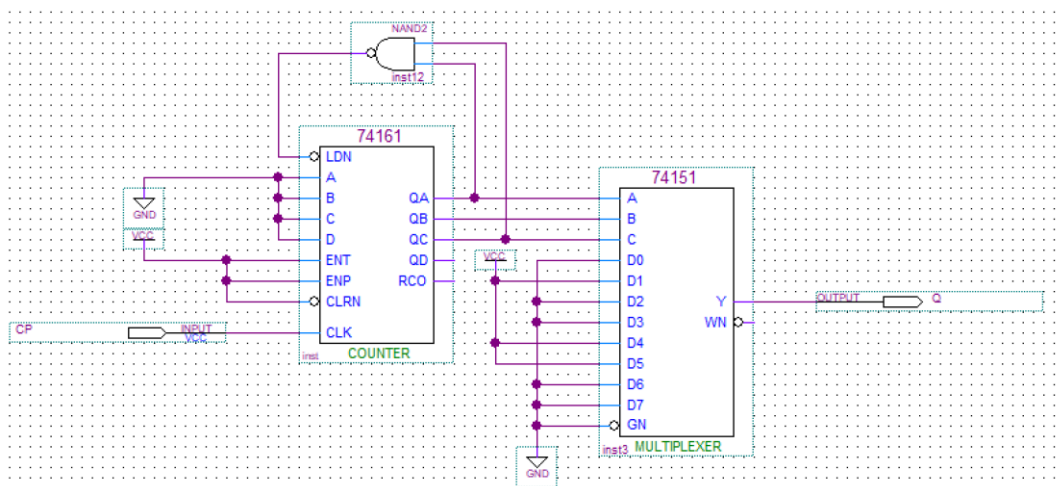 NAND2
inst12
74161
LDN
A
B
C
D
ENT
ENP
CLRN
CLK
QA
QB
QC
QD
RCO
inst
COUNTER
GND
VCC
CP
INPUT
VCC
VCC
74151
A
B
C
D0
D1
D2
D3
D4
D5
D6
D7
GN
Y
WN
inst3
MULTIPLEXER
GND
OUTPUT
Q